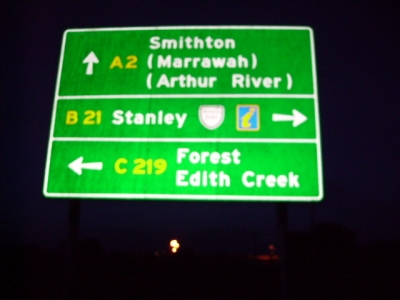 A2 Smithton
(Marrawah)
(Arthur River)
B 21 Stanley
C 219 Forest
Edith Creek